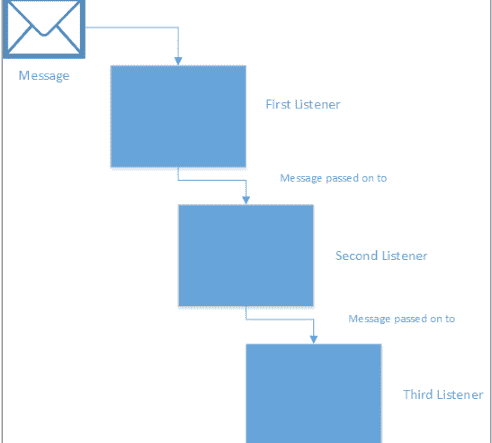 Message
First Listener
Message passed on to
Second Listener
Message passed on to
Third Listener